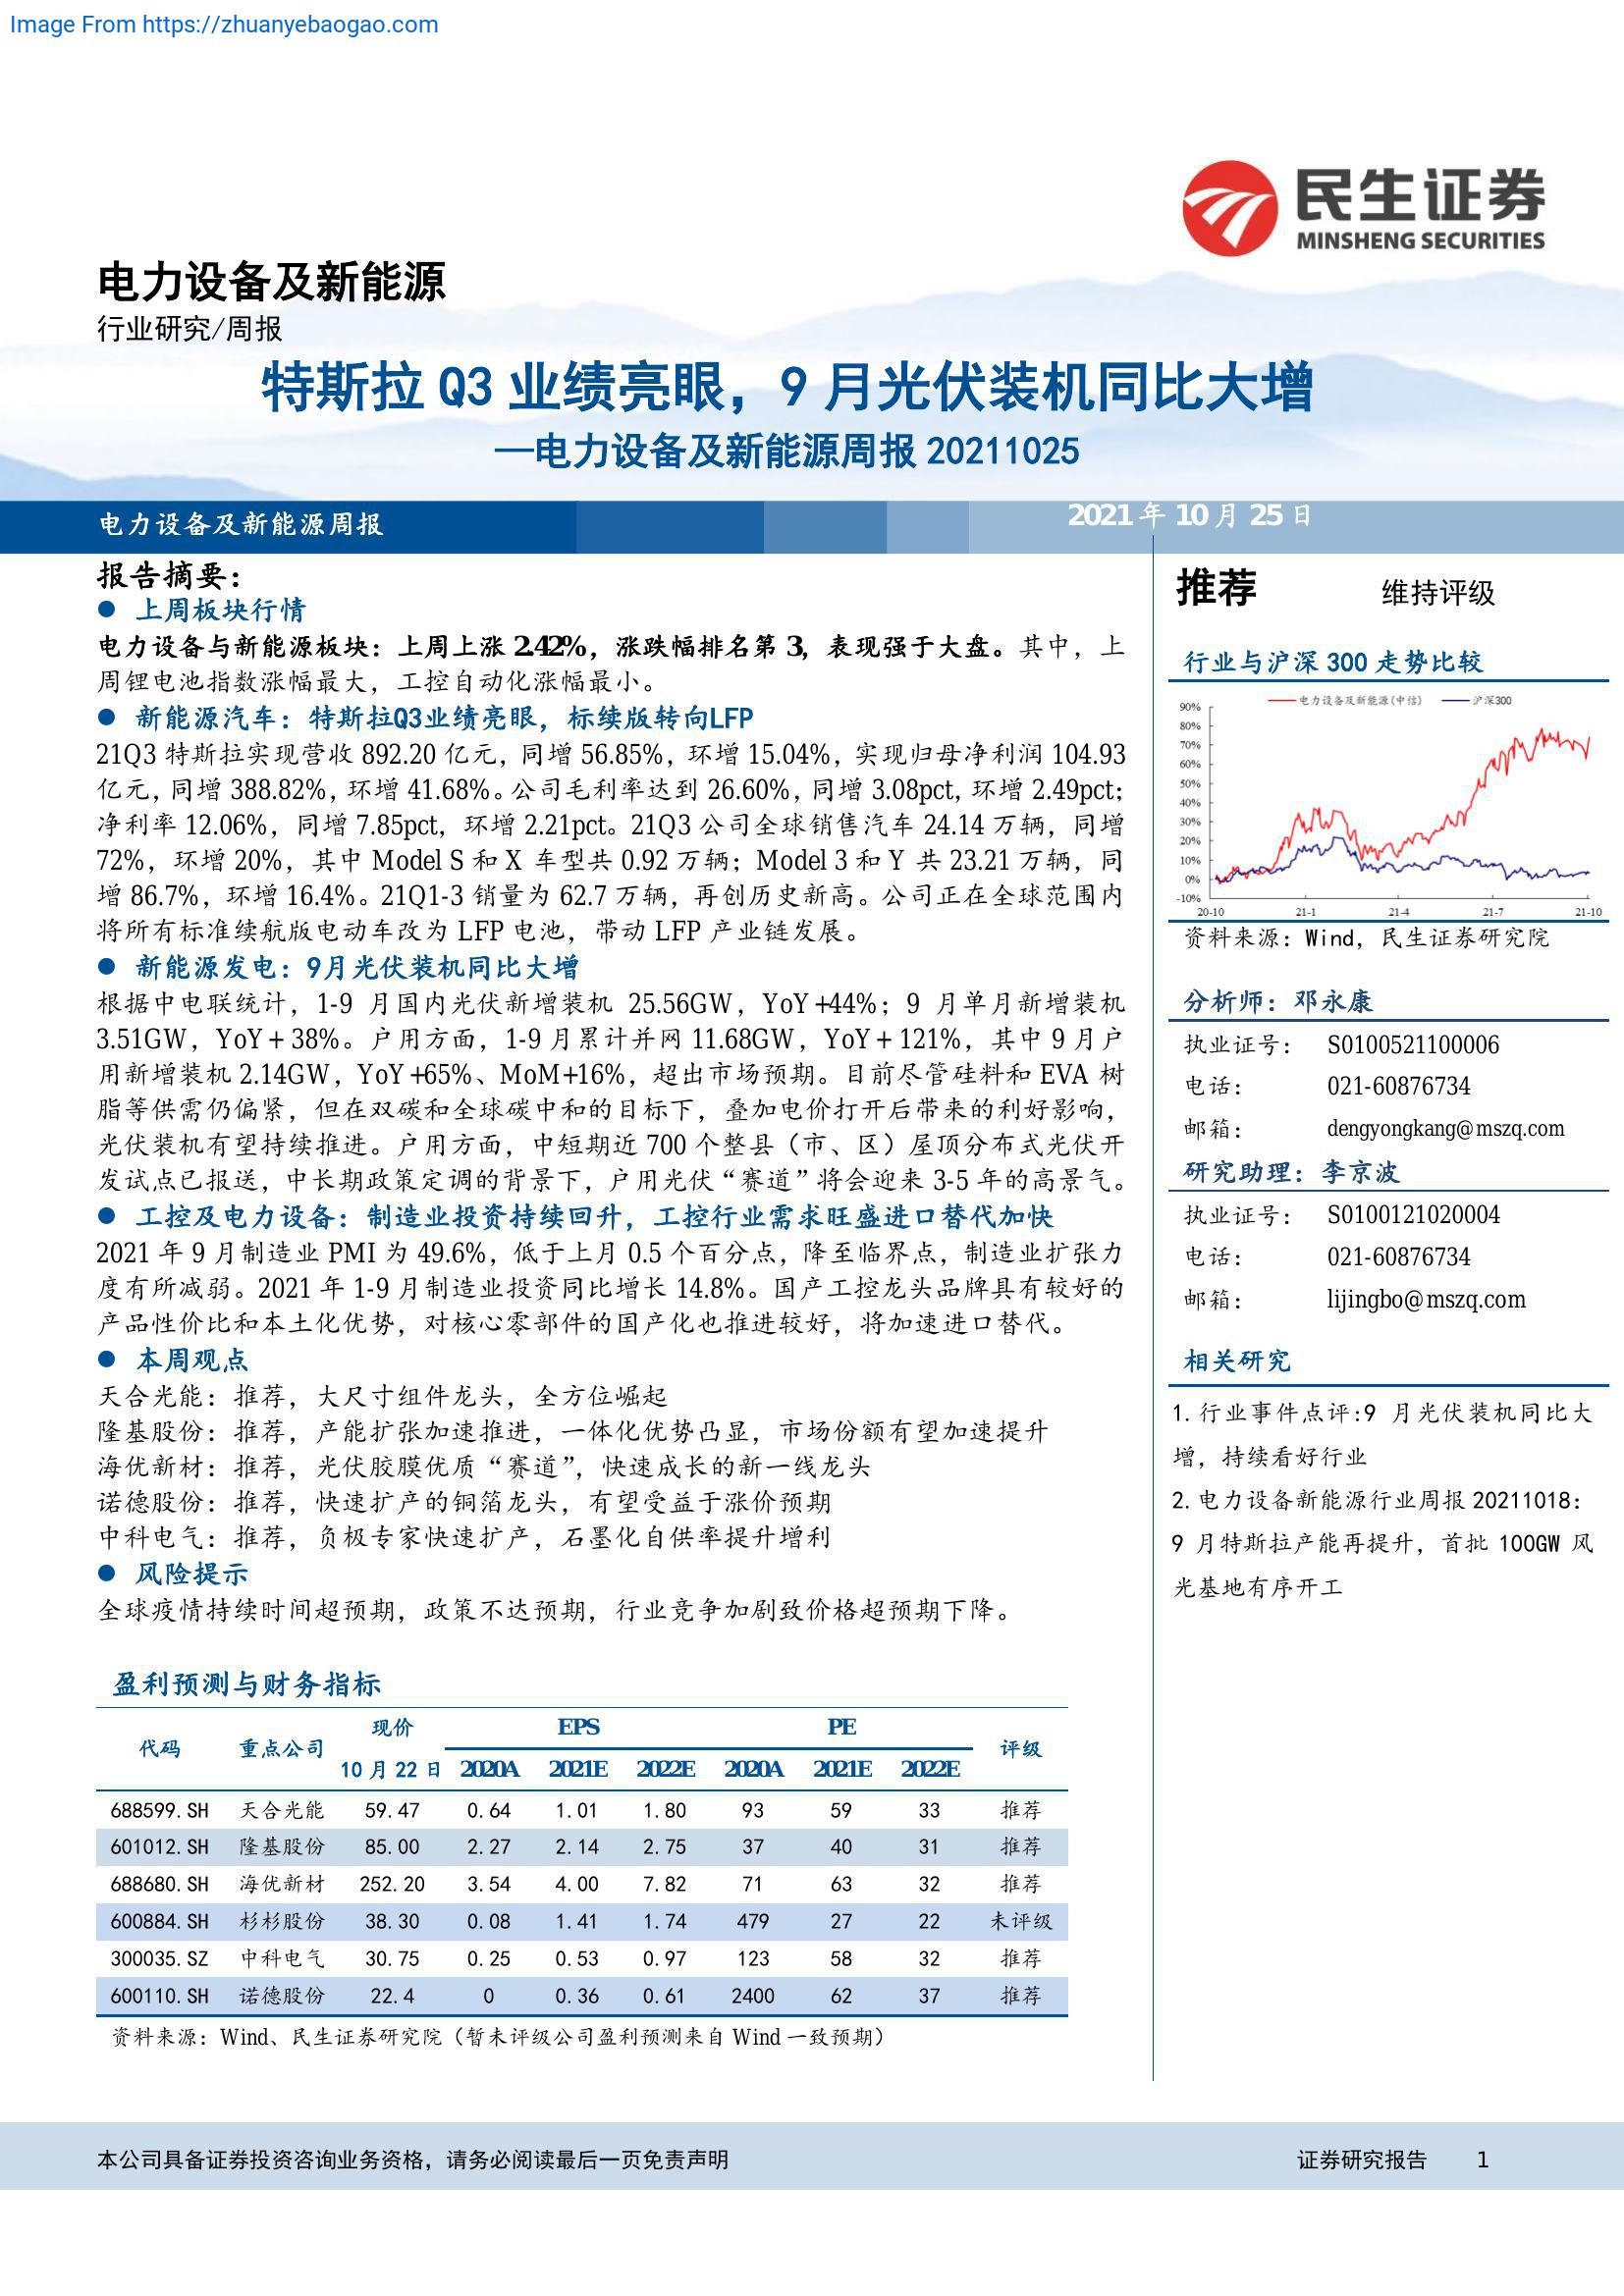 Image From https://zhuanyebaogao.com
民生证券
MINSHENG SECURITIES
电力设备及新能源
行业研究/周报
特斯拉 Q3 业绩亮眼，9 月光伏装机同比大增
—电力设备及新能源周报 20211025
电力设备及新能源周报
2021 年 10 月 25 日
报告摘要：
● 上周板块行情
电力设备与新能源板块：上周上涨 2.42%，涨跌幅排名第 3，表现强于大盘。其中，上
周锂电池指数涨幅最大，工控自动化涨幅最小。
● 新能源汽车：特斯拉Q3业绩亮眼，标续版转向LFP
21Q3 特斯拉实现营收 892.20 亿元，同增 56.85%，环增 15.04%，实现归母净利润 104.93
亿元，同增 388.82%，环增 41.68%。公司毛利率达到 26.60%，同增 3.08pct，环增 2.49pct；
净利率 12.06%，同增 7.85pct，环增 2.21pct。21Q3 公司全球销售汽车 24.14 万辆，同增
72%，环增 20%，其中 Model S 和 X 车型共 0.92 万辆；Model 3 和 Y 共 23.21 万辆，同
增 86.7%，环增 16.4%。21Q1-3 销量为 62.7 万辆，再创历史新高。公司正在全球范围内
将所有标准续航版电动车改为 LFP 电池，带动 LFP 产业链发展。
● 新能源发电：9月光伏装机同比大增
根据中电联统计，1-9 月国内光伏新增装机 25.56GW，YoY+44%；9 月单月新增装机
3.51GW，YoY+ 38%。户用方面，1-9 月累计并网 11.68GW，YoY+ 121%，其中 9 月户
用新增装机 2.14GW，YoY+65%、MoM+16%，超出市场预期。目前尽管硅料和 EVA 树
脂等供需仍偏紧，但在双碳和全球碳中和的目标下，叠加电价打开后带来的利好影响，
光伏装机有望持续推进。户用方面，中短期近 700 个整县（市、区）屋顶分布式光伏开
发试点已报送，中长期政策定调的背景下，户用光伏“赛道”将会迎来 3-5 年的高景气。
● 工控及电力设备：制造业投资持续回升，工控行业需求旺盛进口替代加快
2021 年 9 月制造业 PMI 为 49.6%，低于上月 0.5 个百分点，降至临界点，制造业扩张力
度有所减弱。2021 年 1-9 月制造业投资同比增长 14.8%。国产工控龙头品牌具有较好的
产品性价比和本土化优势，对核心零部件的国产化也推进较好，将加速进口替代。
● 本周观点
天合光能：推荐，大尺寸组件龙头，全方位崛起
隆基股份：推荐，产能扩张加速推进，一体化优势凸显，市场份额有望加速提升
海优新材：推荐，光伏胶膜优质“赛道”，快速成长的新一线龙头
诺德股份：推荐，快速扩产的铜箔龙头，有望受益于涨价预期
中科电气：推荐，负极专家快速扩产，石墨化自供率提升增利
● 风险提示
全球疫情持续时间超预期，政策不达预期，行业竞争加剧致价格超预期下降。
盈利预测与财务指标
代码 重点公司 现价 EPS PE 评级
10 月 22 日 2020A 2021E 2022E 2020A 2021E 2022E
688599.SH 天合光能 59.47 0.64 1.01 1.80 93 59 33 推荐
601012.SH 隆基股份 85.00 2.27 2.14 2.75 37 40 31 推荐
688680.SH 海优新材 252.20 3.54 4.00 7.82 71 63 32 推荐
600884.SH 杉杉股份 38.30 0.08 1.41 1.74 479 27 22 未评级
300035.SZ 中科电气 30.75 0.25 0.53 0.97 123 58 32 推荐
600110.SH 诺德股份 22.4 0 0.36 0.61 2400 62 37 推荐
资料来源：Wind、民生证券研究院（暂未评级公司盈利预测来自 Wind 一致预期）
推荐 维持评级
行业与沪深 300 走势比较
电力设备及新能源(中信) 沪深300
90%
80%
70%
60%
50%
40%
30%
20%
10%
0%
-10%
20-10 21-1 21-4 21-7 21-10
资料来源：Wind，民生证券研究院
分析师：邓永康
执业证号： S0100521100006
电话： 021-60876734
邮箱： dengyongkang@mszq.com
研究助理：李京波
执业证号： S0100121020004
电话： 021-60876734
邮箱： lijingbo@mszq.com
相关研究
1.行业事件点评:9 月光伏装机同比大
增，持续看好行业
2.电力设备新能源行业周报 20211018：
9 月特斯拉产能再提升，首批 100GW 风
光基地有序开工
本公司具备证券投资咨询业务资格，请务必阅读最后一页免责声明
证券研究报告 1